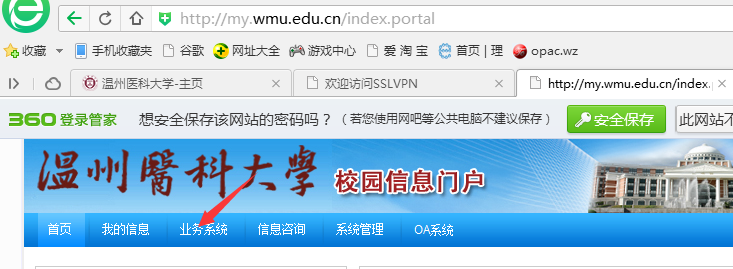 http://my.wmu.edu.cn/index.portal
收藏 手机收藏夹 谷歌 网址大全 游戏中心 爱 淘 宝 首页 | 理 opac.wz
温州医科大学-主页 欢迎访问SSLVPN http://my.wmu.edu.cn/index.
360 登录管家 想安全保存该网站的密码吗？（若您使用网吧等公共电脑不建议保存） 安全保存 此网站不
温州醫科大學 校园信息门户
首页 我的信息 业务系统 信息咨询 系统管理 OA系统